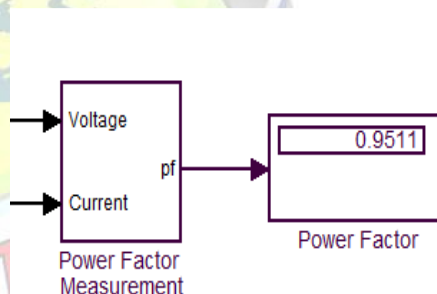 Voltage
pf
Current
Power Factor
Measurement
0.9511
Power Factor